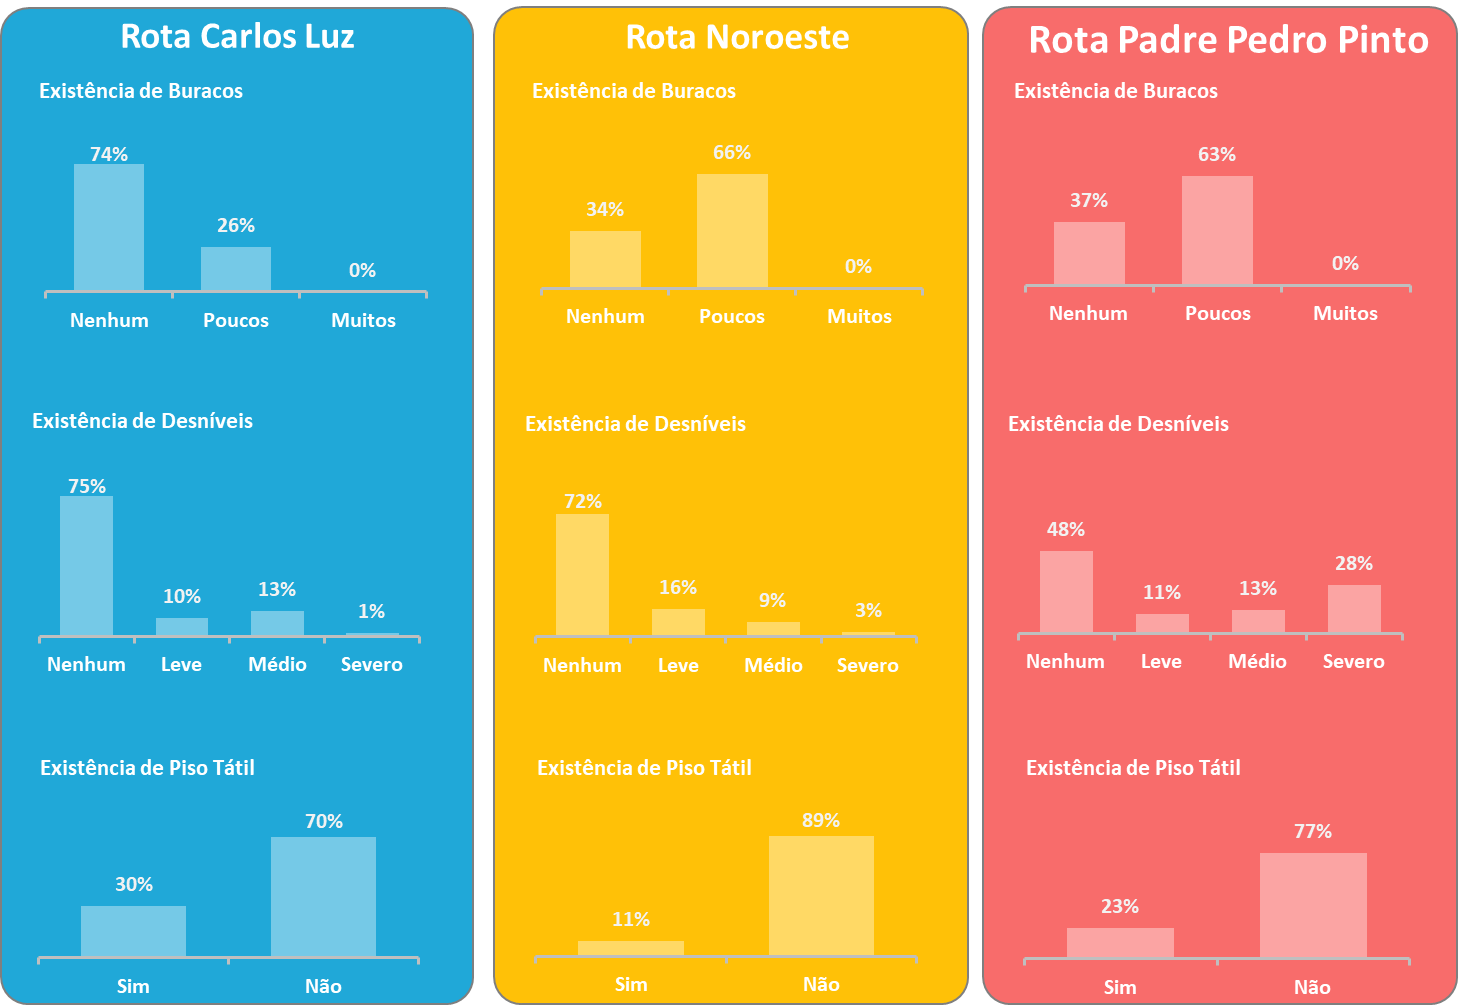 Rota Carlos Luz
Existência de Buracos
74%
26%
0%
Nenhum Poucos Muitos
Existência de Desníveis
75%
10%
13%
1%
Nenhum Leve Médio Severo
Existência de Piso Tátil
30%
70%
Sim Não
Rota Noroeste
Existência de Buracos
34%
66%
0%
Nenhum Poucos Muitos
Existência de Desníveis
72%
16%
9%
3%
Nenhum Leve Médio Severo
Existência de Piso Tátil
11%
89%
Sim Não
Rota Padre Pedro Pinto
Existência de Buracos
37%
63%
0%
Nenhum Poucos Muitos
Existência de Desníveis
48%
11%
13%
28%
Nenhum Leve Médio Severo
Existência de Piso Tátil
23%
77%
Sim Não